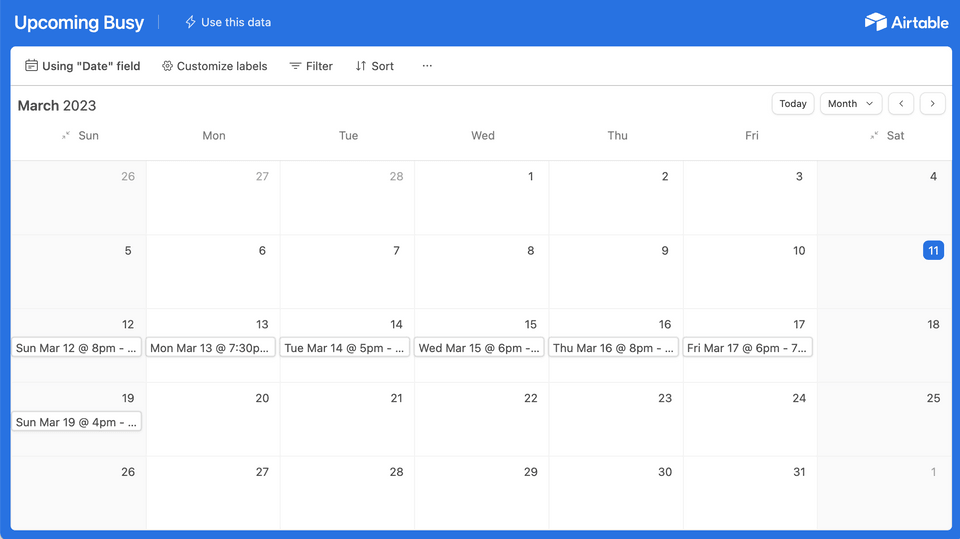 Upcoming Busy Use this data Airtable
Using "Date" field Customize labels Filter Sort ...
March 2023 Today Month
Sun Mon Tue Wed Thu Fri Sat
26 27 28 1 2 3 4
5 6 7 8 9 10 11
12 13 14 15 16 17 18
Sun Mar 12 @ 8pm - ... Mon Mar 13 @ 7:30p... Tue Mar 14 @ 5pm - ... Wed Mar 15 @ 6pm -... Thu Mar 16 @ 8pm - ... Fri Mar 17 @ 6pm - 7...
19 20 21 22 23 24 25
Sun Mar 19 @ 4pm - ...
26 27 28 29 30 31 1